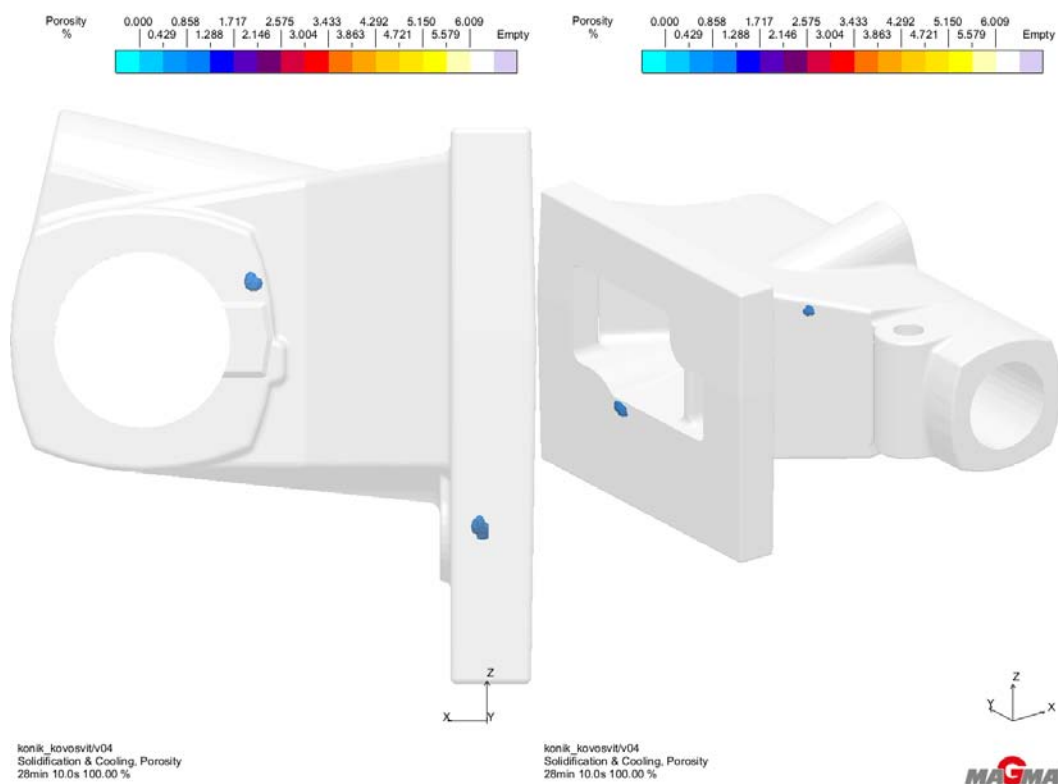 Porosity 0.000 0.858 1.717 2.575 3.433 4.292 5.150 6.009
% 0.429 1.288 2.146 3.004 3.863 4.721 5.579 Empty
Porosity 0.000 0.858 1.717 2.575 3.433 4.292 5.150 6.009
% 0.429 1.288 2.146 3.004 3.863 4.721 5.579 Empty
Z
X Y
Z
Y X
konik_kovosvit/v04
Solidification & Cooling, Porosity
28min 10.0s 100.00 %
konik_kovosvit/v04
Solidification & Cooling, Porosity
28min 10.0s 100.00 %
MAGMA